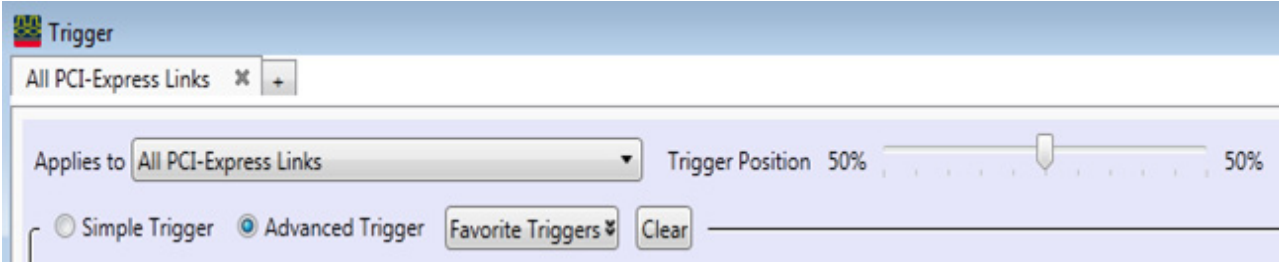 Trigger
All PCI-Express Links +
Applies to All PCI-Express Links Trigger Position 50% 50%
Simple Trigger Advanced Trigger Favorite Triggers Clear